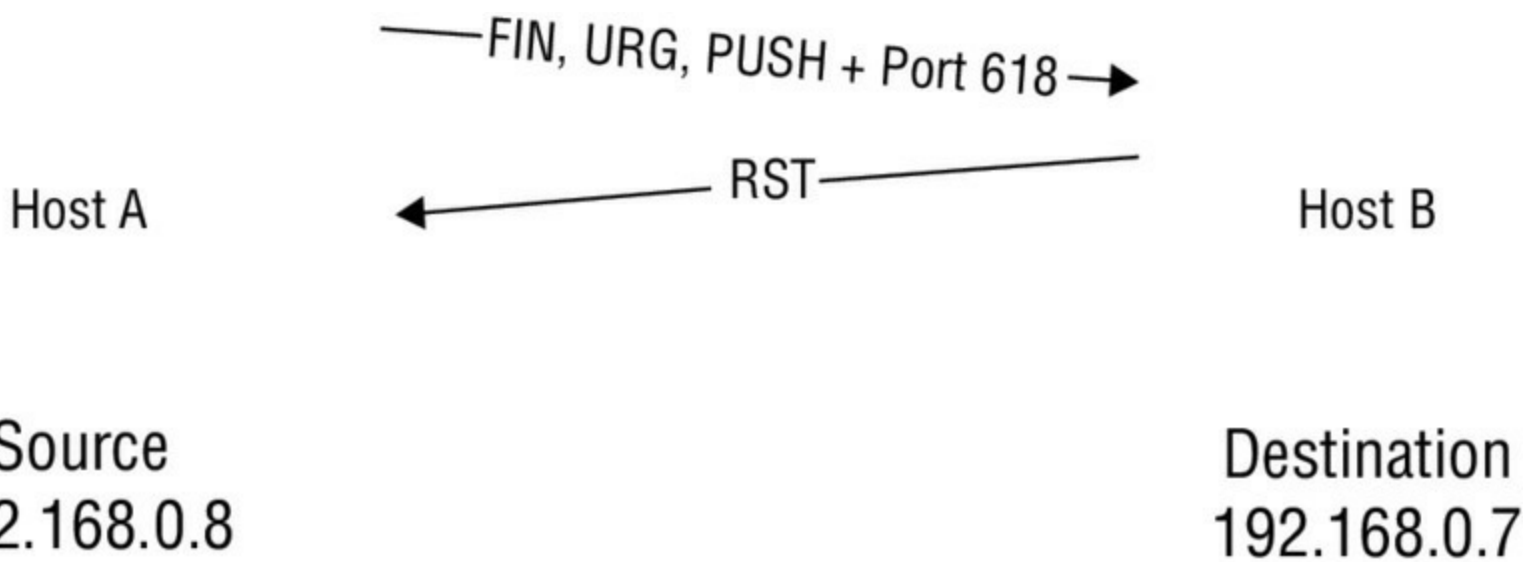 FIN, URG, PUSH + Port 618
RST
Host A
Host B
Source
2.168.0.8
Destination
192.168.0.7